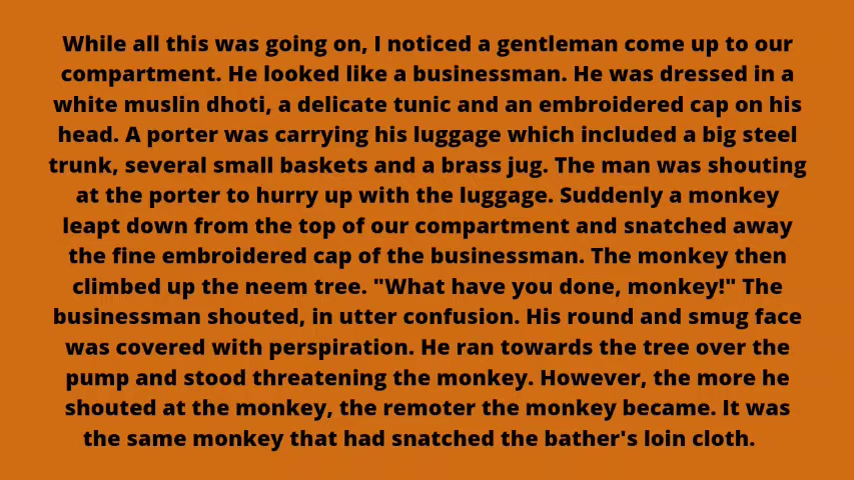 While all this was going on, I noticed a gentleman come up to our
compartment. He looked like a businessman. He was dressed in a
white muslin dhoti, a delicate tunic and an embroidered cap on his
head. A porter was carrying his luggage which included a big steel
trunk, several small baskets and a brass jug. The man was shouting
at the porter to hurry up with the luggage. Suddenly a monkey
leapt down from the top of our compartment and snatched away
the fine embroidered cap of the businessman. The monkey then
climbed up the neem tree. "What have you done, monkey!" The
businessman shouted, in utter confusion. His round and smug face
was covered with perspiration. He ran towards the tree over the
pump and stood threatening the monkey. However, the more he
shouted at the monkey, the remoter the monkey became. It was
the same monkey that had snatched the bather's loin cloth.